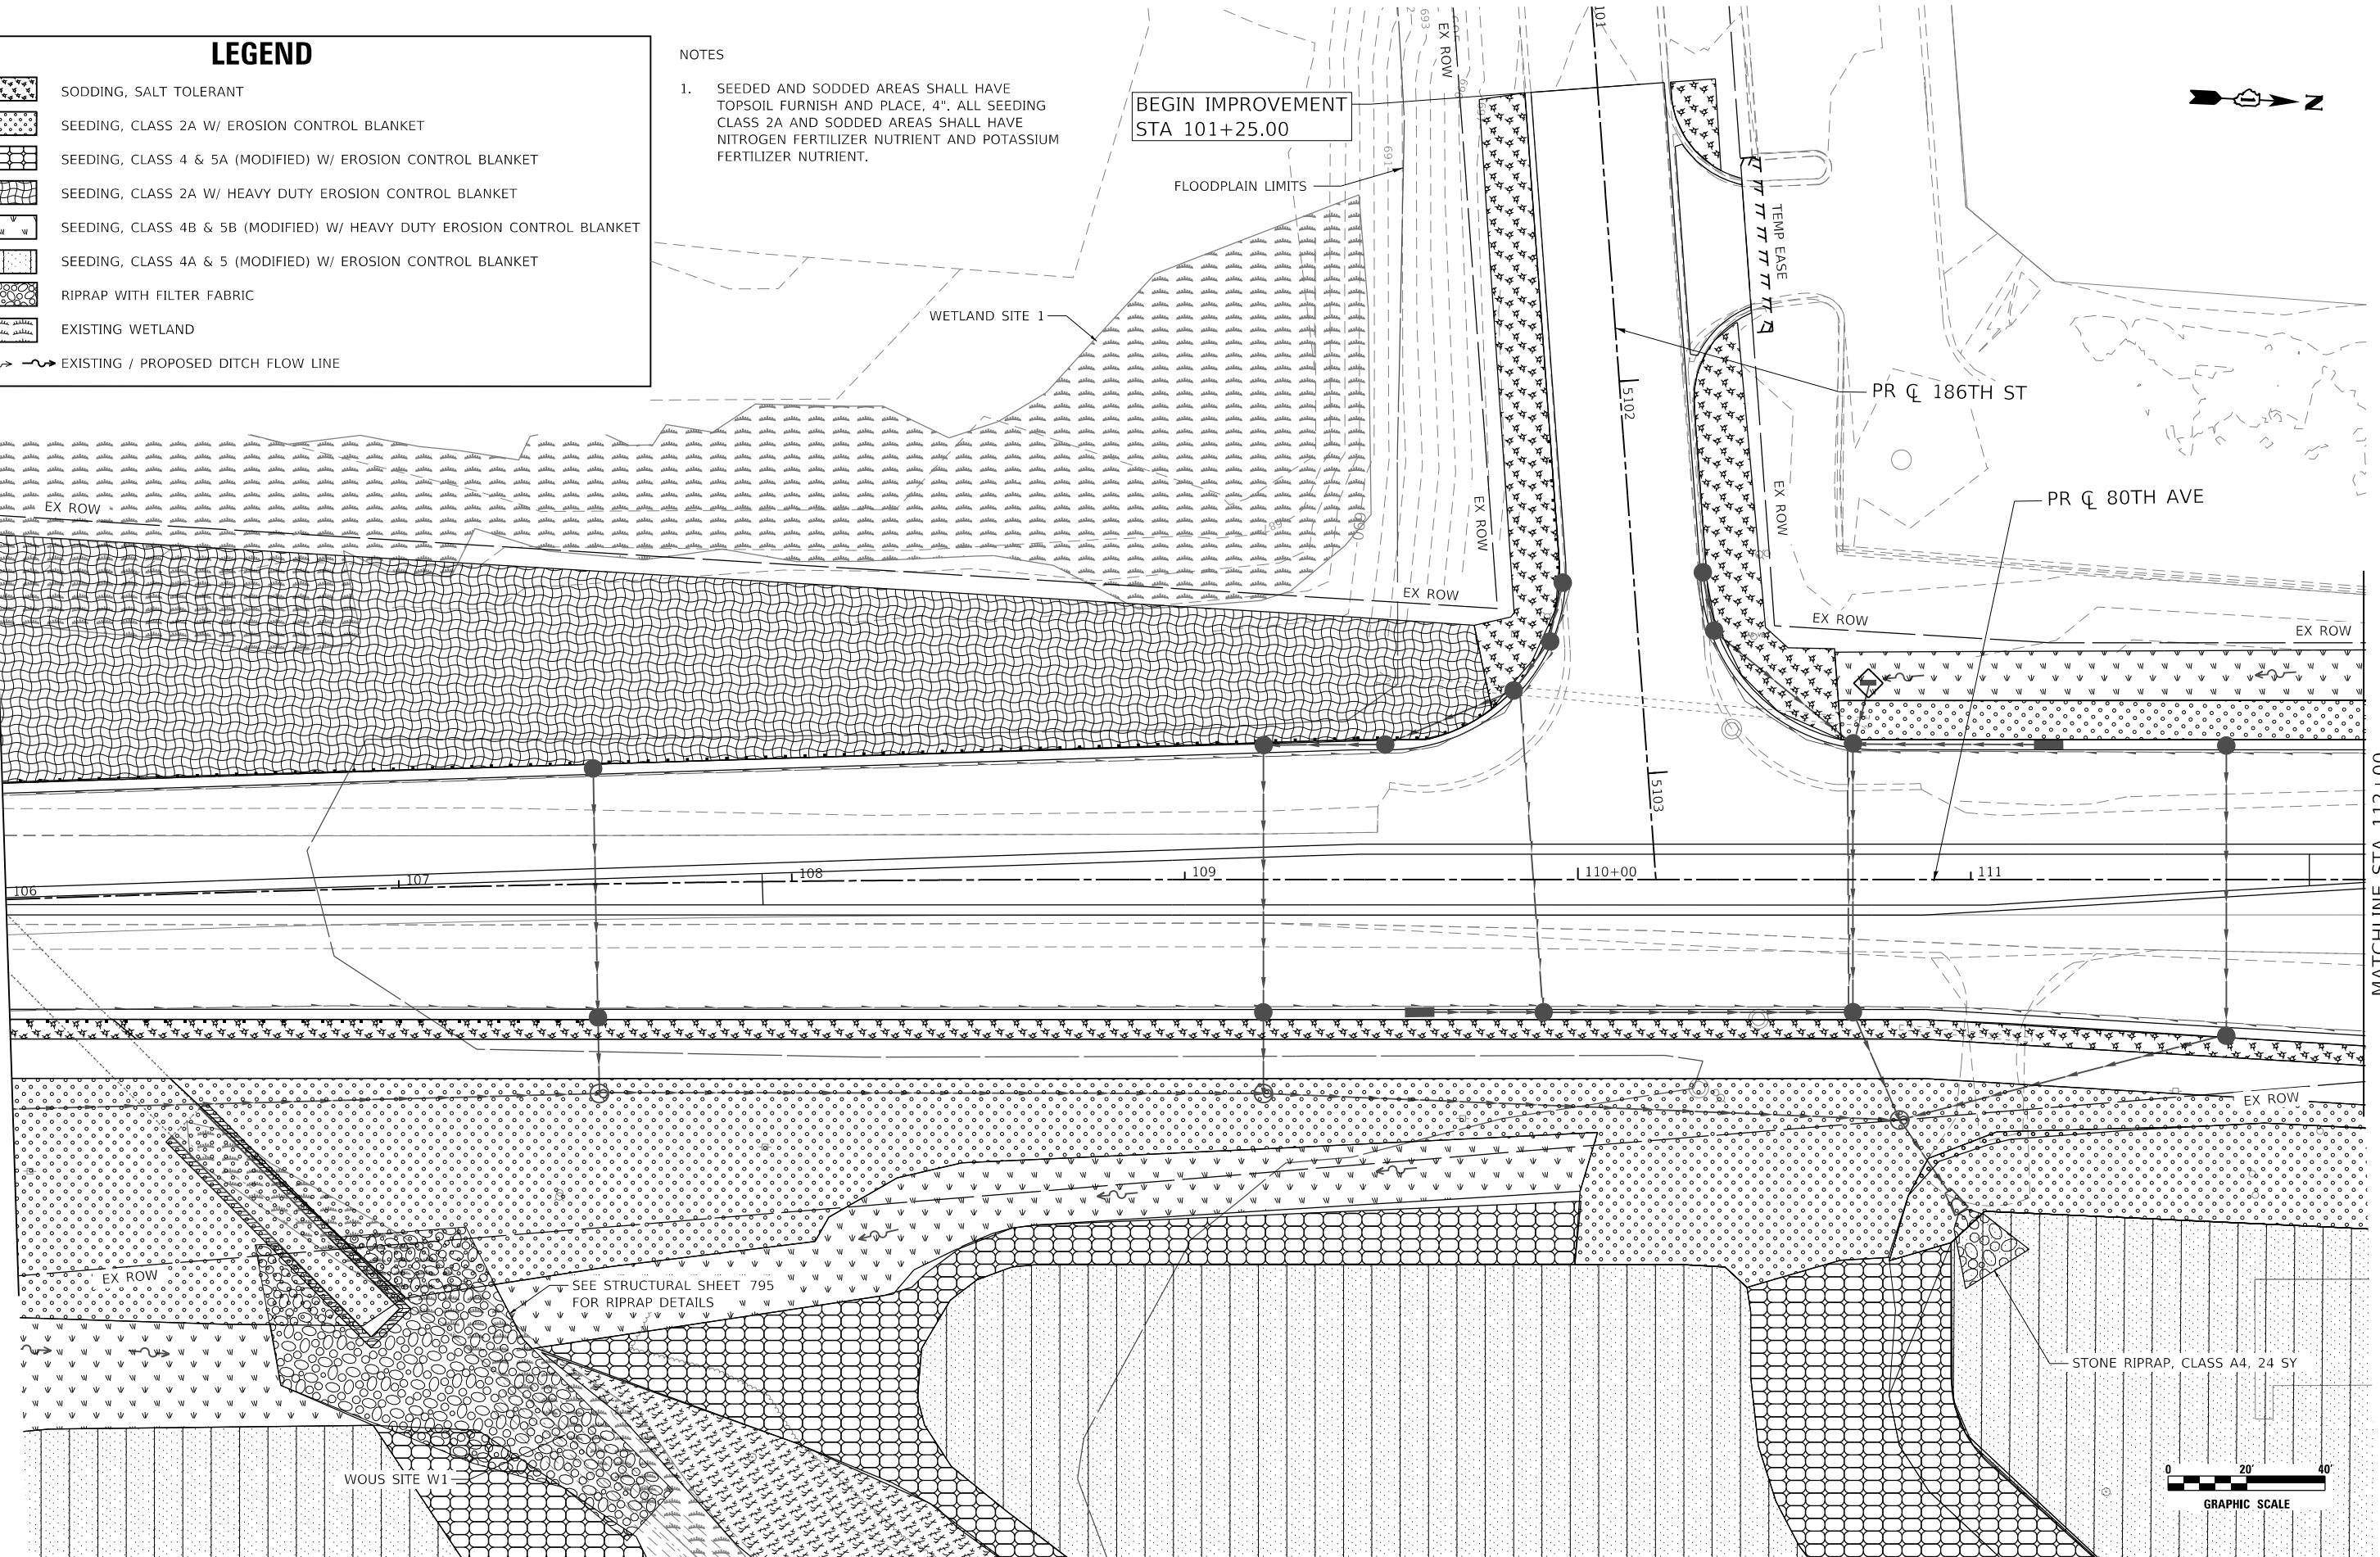 LEGEND
SODDING, SALT TOLERANT
SEEDING, CLASS 2A W/ EROSION CONTROL BLANKET
SEEDING, CLASS 4 & 5A (MODIFIED) W/ EROSION CONTROL BLANKET
SEEDING, CLASS 2A W/ HEAVY DUTY EROSION CONTROL BLANKET
SEEDING, CLASS 4B & 5B (MODIFIED) W/ HEAVY DUTY EROSION CONTROL BLANKET
SEEDING, CLASS 4A & 5 (MODIFIED) W/ EROSION CONTROL BLANKET
RIPRAP WITH FILTER FABRIC
EXISTING WETLAND
EXISTING / PROPOSED DITCH FLOW LINE
NOTES
1. SEEDED AND SODDED AREAS SHALL HAVE
TOPSOIL FURNISH AND PLACE, 4". ALL SEEDING
CLASS 2A AND SODDED AREAS SHALL HAVE
NITROGEN FERTILIZER NUTRIENT AND POTASSIUM
FERTILIZER NUTRIENT.
BEGIN IMPROVEMENT
STA 101+25.00
FLOODPLAIN LIMITS
WETLAND SITE 1
693
691
690
689
EX ROW
101
TEMP EASE
N
5102
PR ℄ 186TH ST
PR ℄ 80TH AVE
EX ROW
EX ROW
EX ROW
EX ROW
EX ROW
EX ROW
5103
106
107
108
109
110+00
111
EX ROW
EX ROW
SEE STRUCTURAL SHEET 795
FOR RIPRAP DETAILS
WOUS SITE W1
STONE RIPRAP, CLASS A4, 24 SY
0 20' 40'
GRAPHIC SCALE